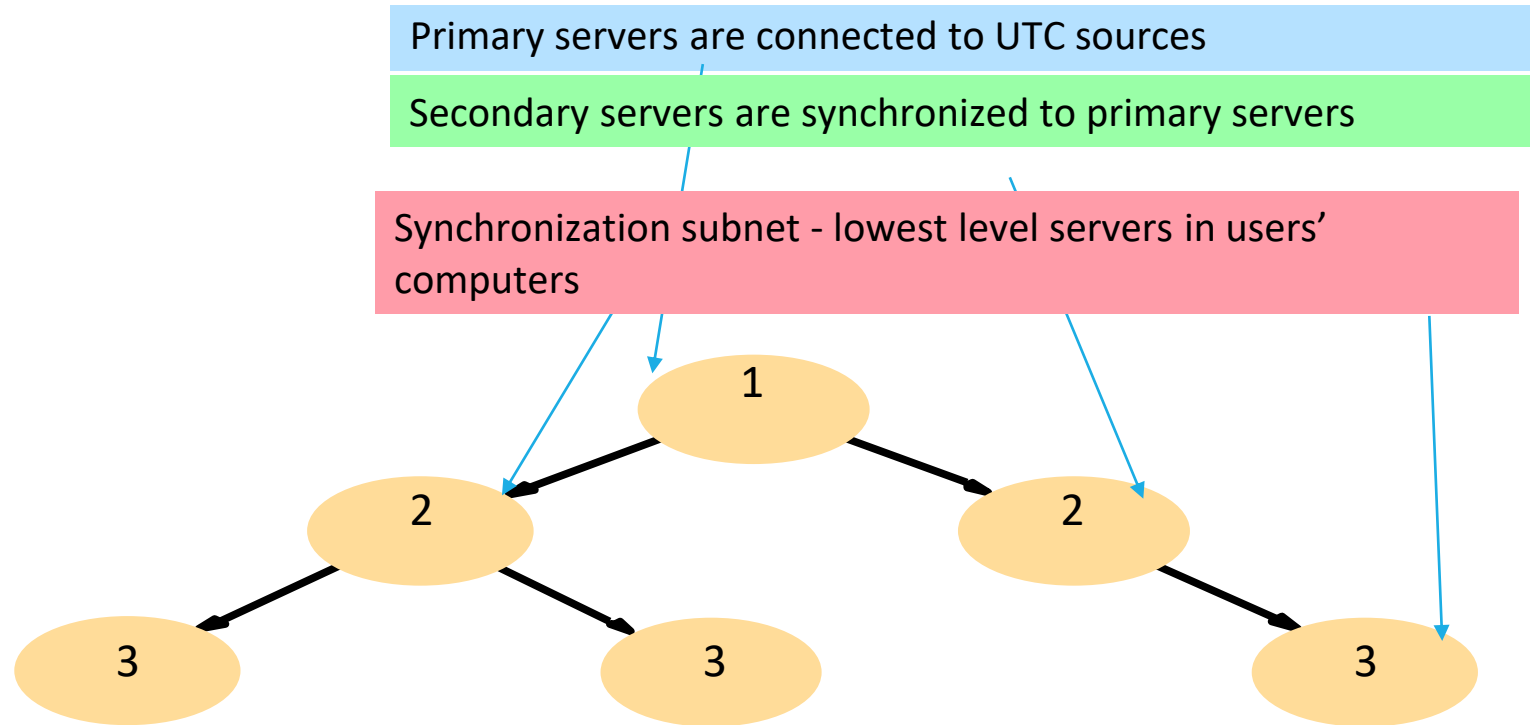 Primary servers are connected to UTC sources
Secondary servers are synchronized to primary servers
Synchronization subnet - lowest level servers in users’
computers
1
2
2
3
3
3